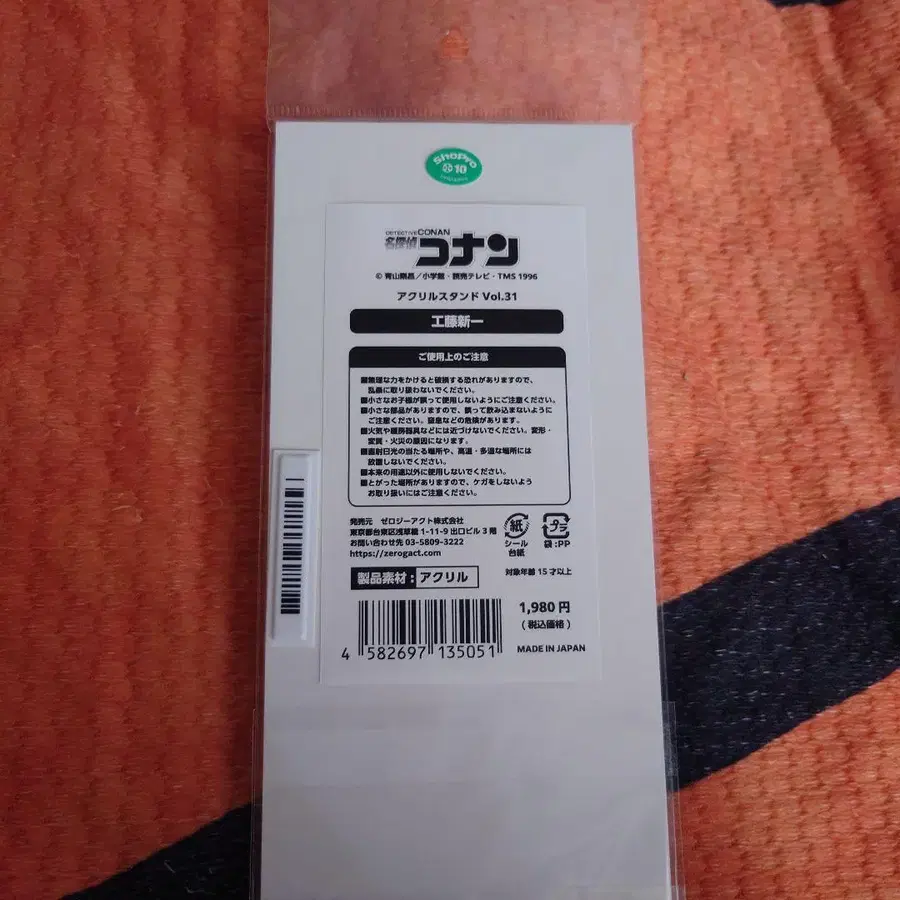 ShoPro
小 10
DETECTIVE CONAN
名探偵コナン
© 青山剛昌/小学館・読売テレビ・TMS 1996
アクリルスタンド Vol.31
工藤新一
ご使用上のご注意
■無理な力をかけると破損する恐れがありますので、
乱暴に取り扱わないでください。
■小さなお子様が誤って使用しないようにご注意ください。
■小さな部品がありますので、誤って飲み込まないように
ご注意ください。窒息などの危険があります。
■火気や暖房器具などには近づけないでください。変形・
変質・火災の原因になります。
■直射日光の当たる場所や、高温・多湿な場所には
放置しないでください。
■本来の用途以外に使用しないでください。
■とがった場所がありますので、ケガをしないよう
お取り扱いにはご注意ください。
発売元 ゼロジーアクト株式会社
東京都台東区浅草橋 1-11-9 出口ビル 3 階
お問い合わせ先 03-5809-3222
https://zerogact.com
紙
シール
台紙
プラ
袋:PP
製品素材:アクリル
対象年齢 15 才以上
1,980 円
(税込価格)
4 582697 135051
MADE IN JAPAN